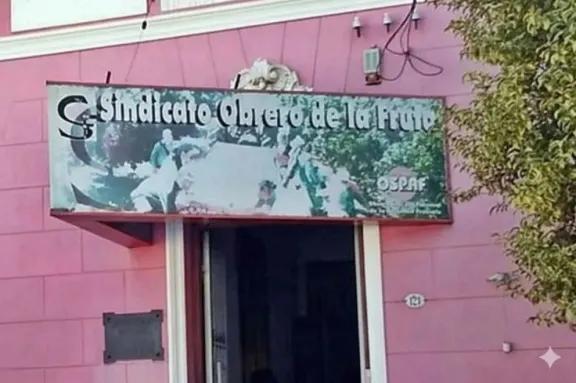 Sindicato Obrero de la Fruta
OSPAF
121